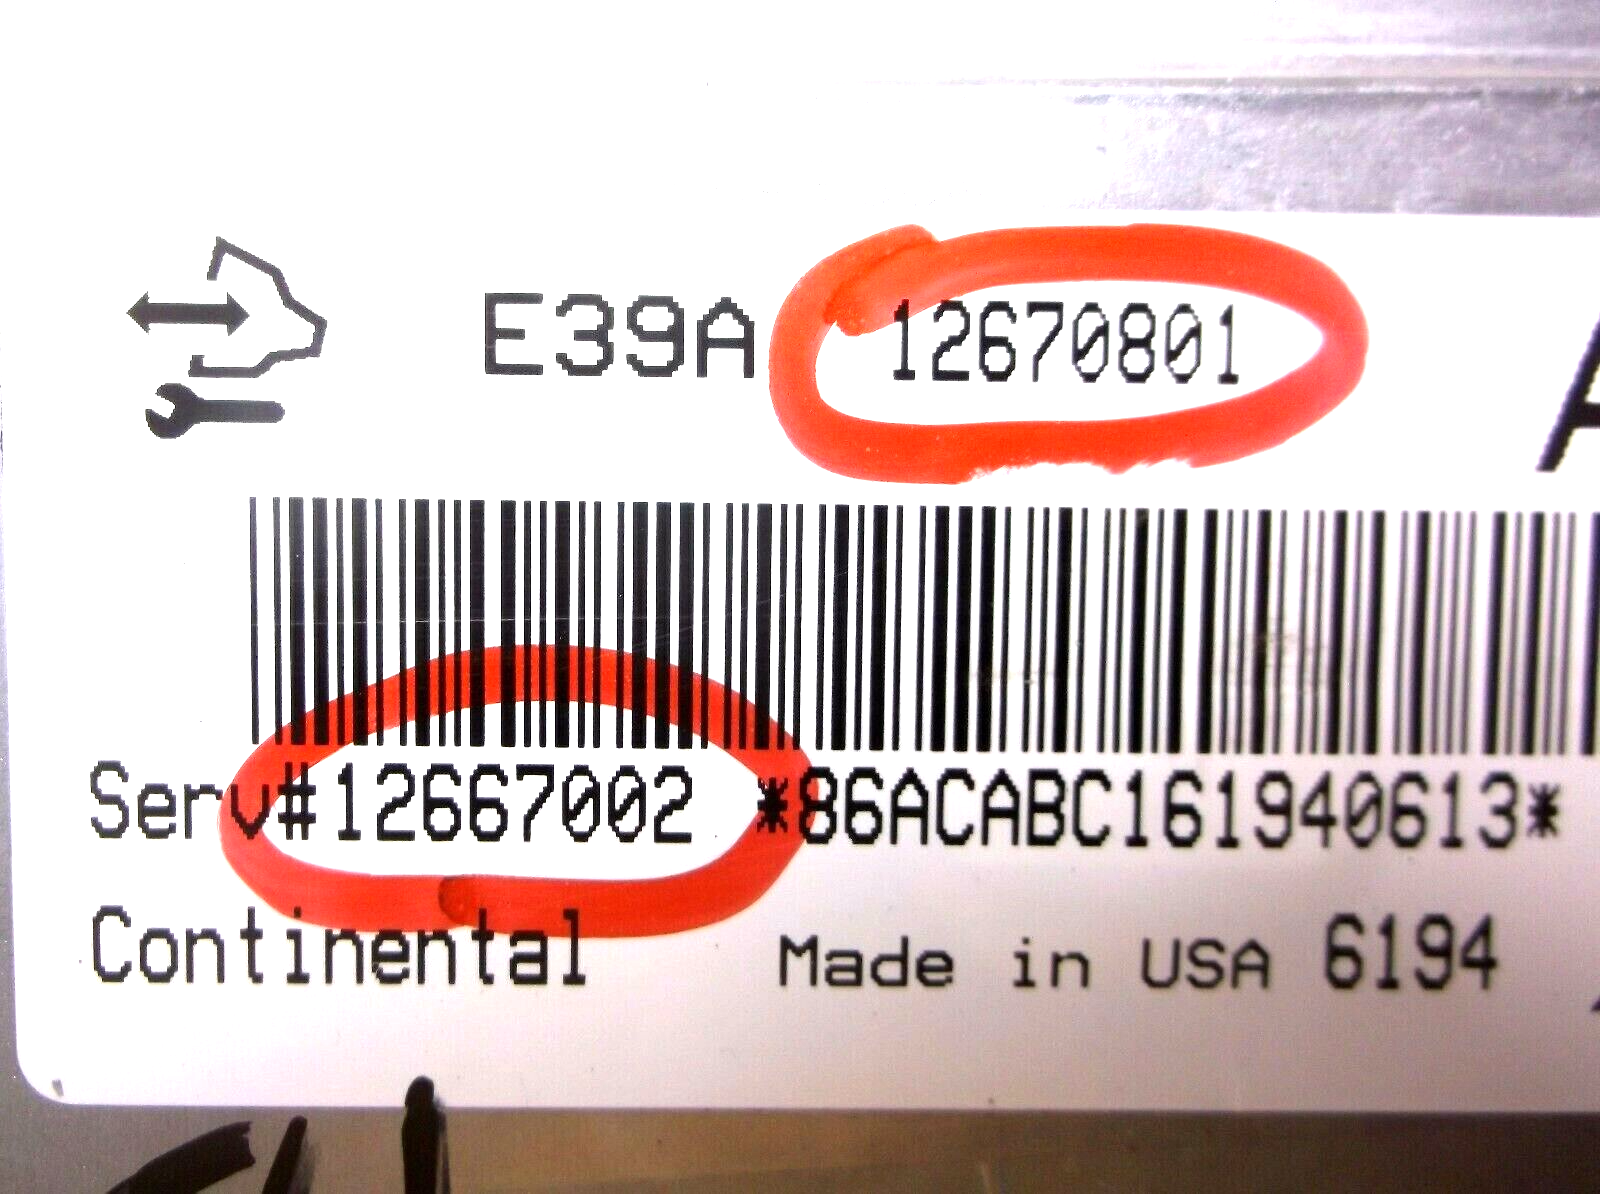 E39A 12670801
Serv#12667002 *86ACABC161940613*
Continental Made in USA 6194